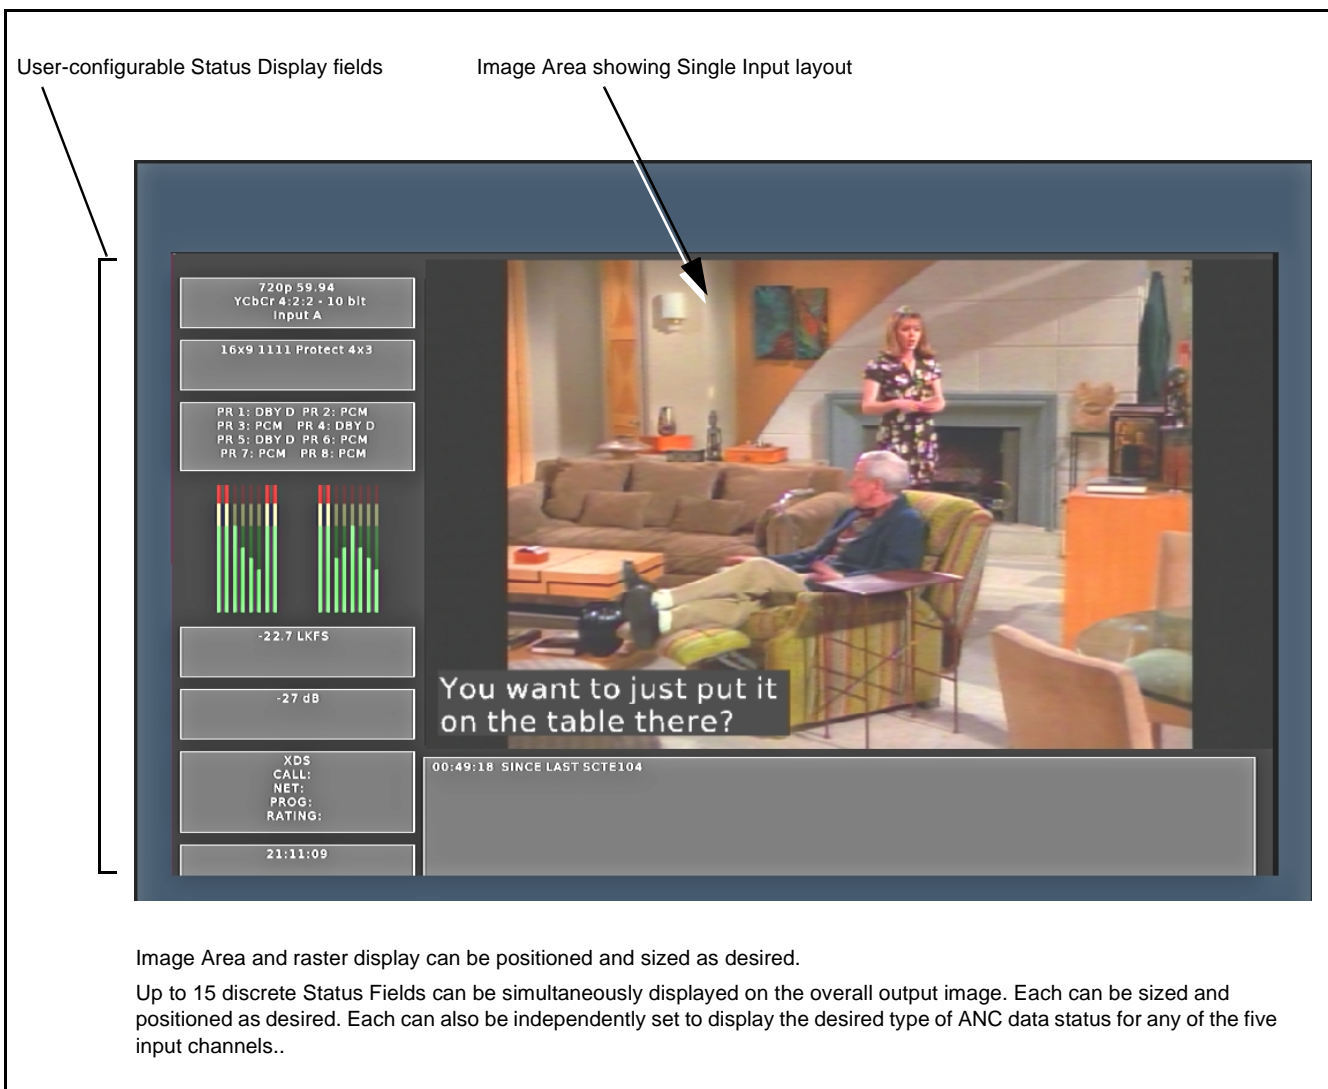 User-configurable Status Display fields
Image Area showing Single Input layout
720p 59.94
YCbCr 4:2:2 - 10 bit
Input A
16x9 1111 Protect 4x3
PR 1: DBY D PR 2: PCM
PR 3: PCM PR 4: DBY D
PR 5: DBY D PR 6: PCM
PR 7: PCM PR 8: PCM
-22.7 LKFS
-27 dB
XDS
CALL:
NET:
PROG:
RATING:
21:11:09
You want to just put it
on the table there?
00:49:18 SINCE LAST SCTE104
Image Area and raster display can be positioned and sized as desired.
Up to 15 discrete Status Fields can be simultaneously displayed on the overall output image. Each can be sized and
positioned as desired. Each can also be independently set to display the desired type of ANC data status for any of the five
input channels..